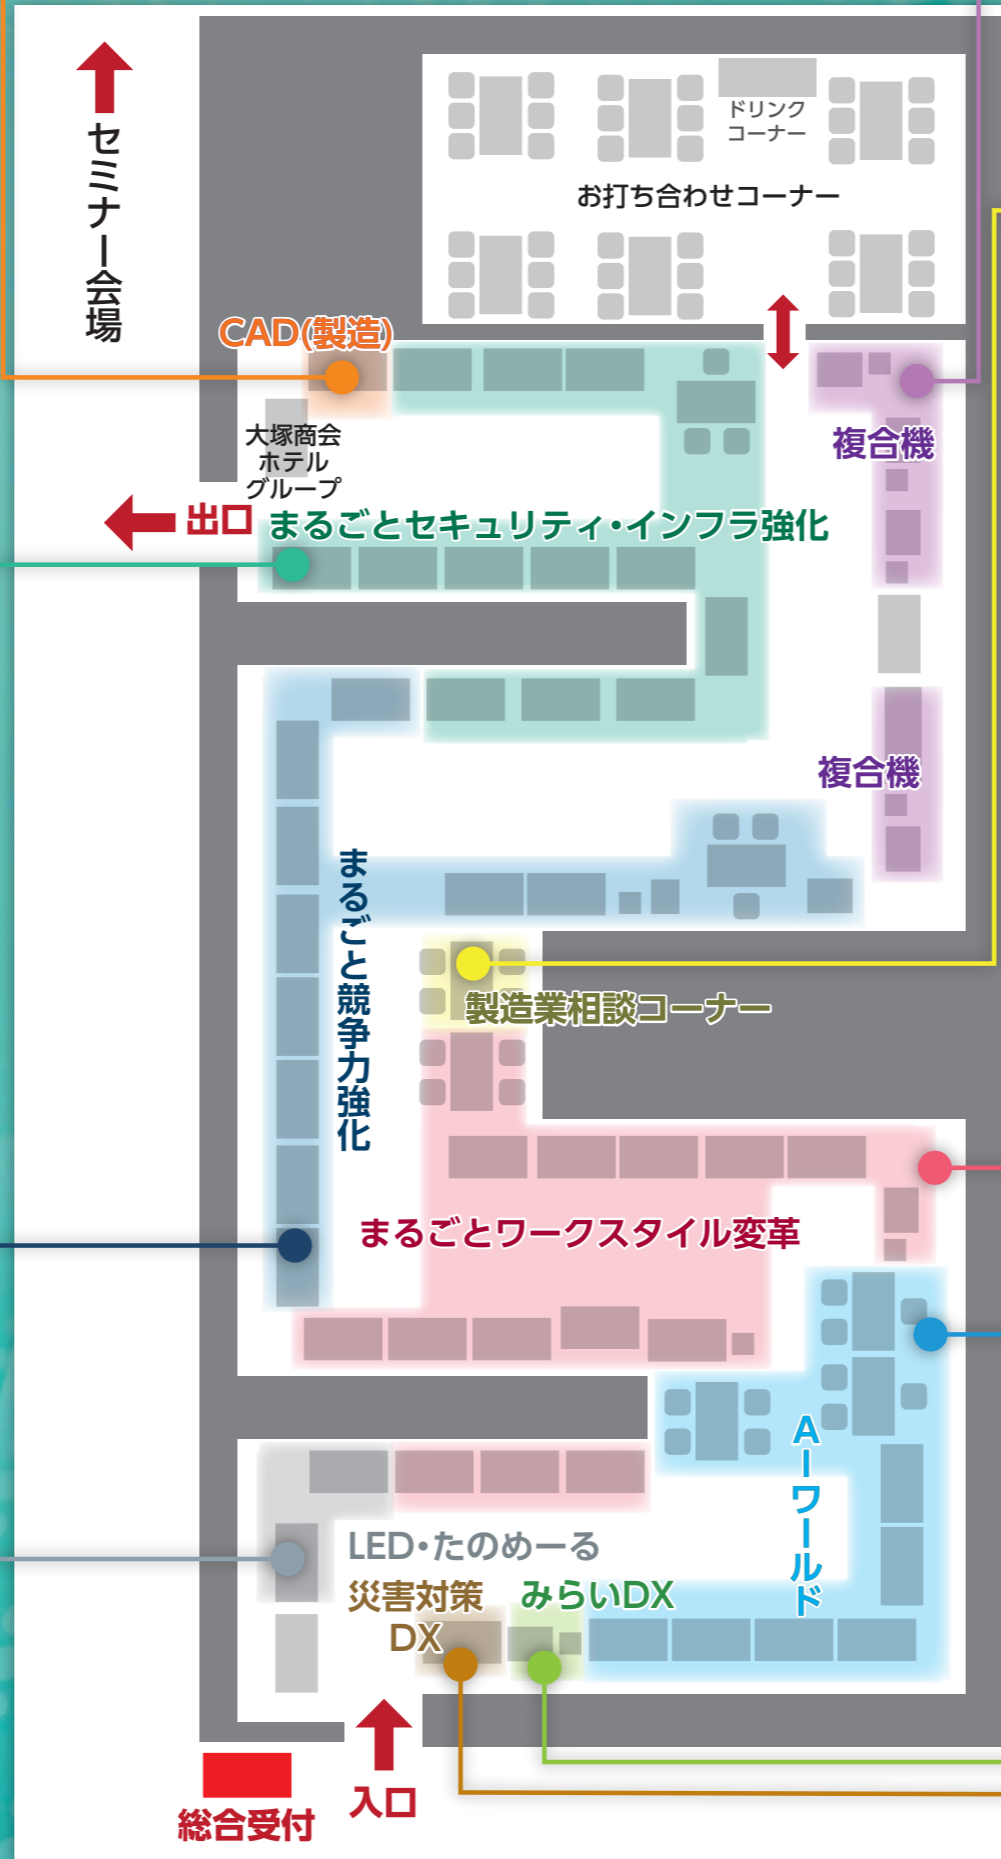 セミナー会場
ドリンク
コーナー
お打ち合わせコーナー
CAD(製造)
大塚商会
ホテル
グループ
複合機
出口
まるごとセキュリティ・インフラ強化
複合機
まるごと競争力強化
製造業相談コーナー
まるごとワークスタイル変革
AIワールド
LED・たのめーる
災害対策
DX
みらいDX
入口
総合受付